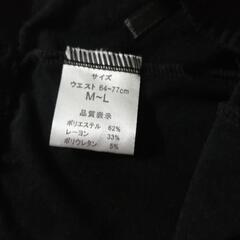 サイズ
ウエスト 64~77cm
M~L
品質表示
ポリエステル 62%
レーヨン 33%
ポリウレタン 5%